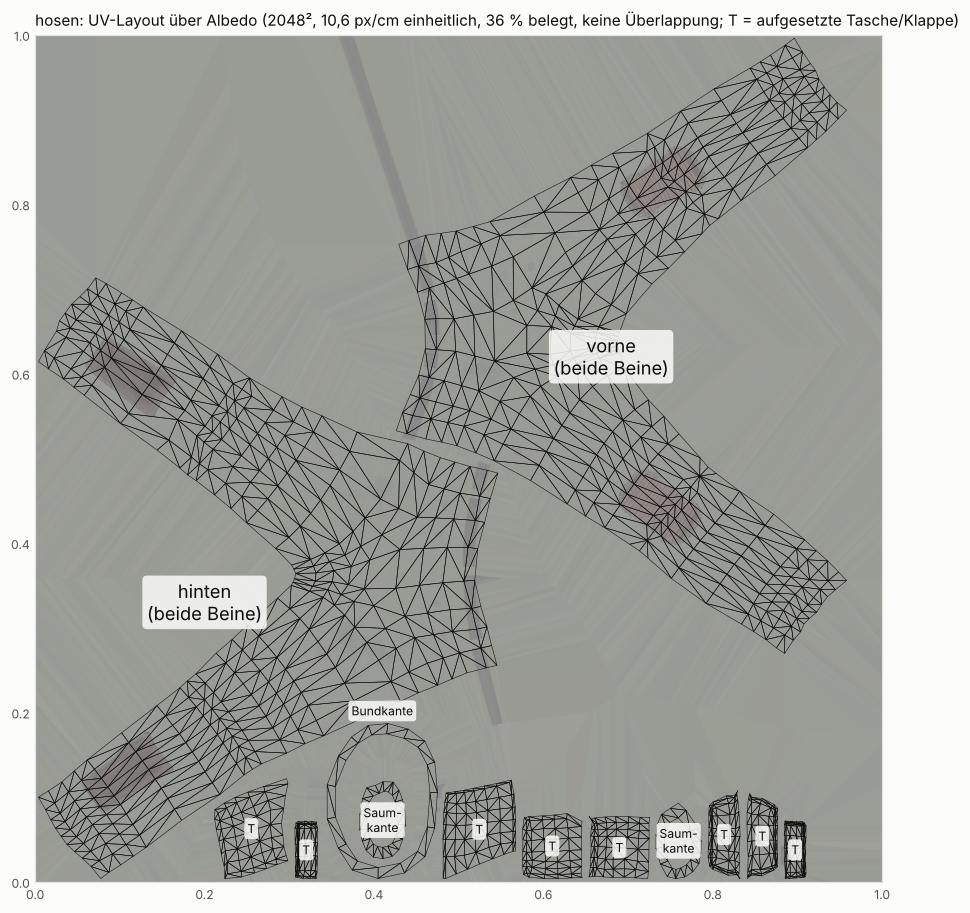 hosen: UV-Layout über Albedo (2048², 10,6 px/cm einheitlich, 36 % belegt, keine Überlappung; T = aufgesetzte Tasche/Klappe)
1.0
0.8
0.6
0.4
0.2
0.0
vorne
(beide Beine)
hinten
(beide Beine)
Bundkante
Saum-
kante
Saum-
kante
T
T
T
T
T
T
T
T
0.0
0.2
0.4
0.6
0.8
1.0